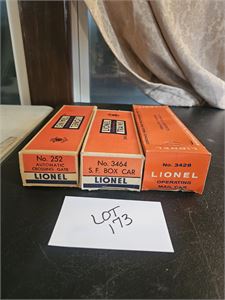 No. 252
AUTOMATIC
CROSSING GATE
LIONEL
No. 3464
S. F. BOX CAR
LIONEL
No. 3428
LIONEL
OPERATING
MAIL CAR
LOT
173